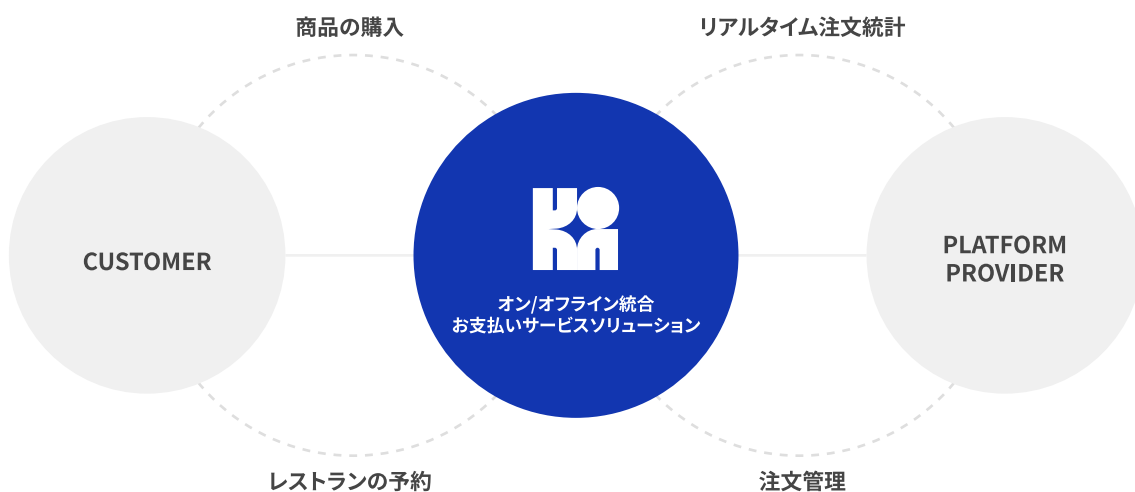 商品の購入
リアルタイム注文統計
CUSTOMER
オン/オフライン統合
お支払いサービスソリューション
PLATFORM
PROVIDER
レストランの予約
注文管理